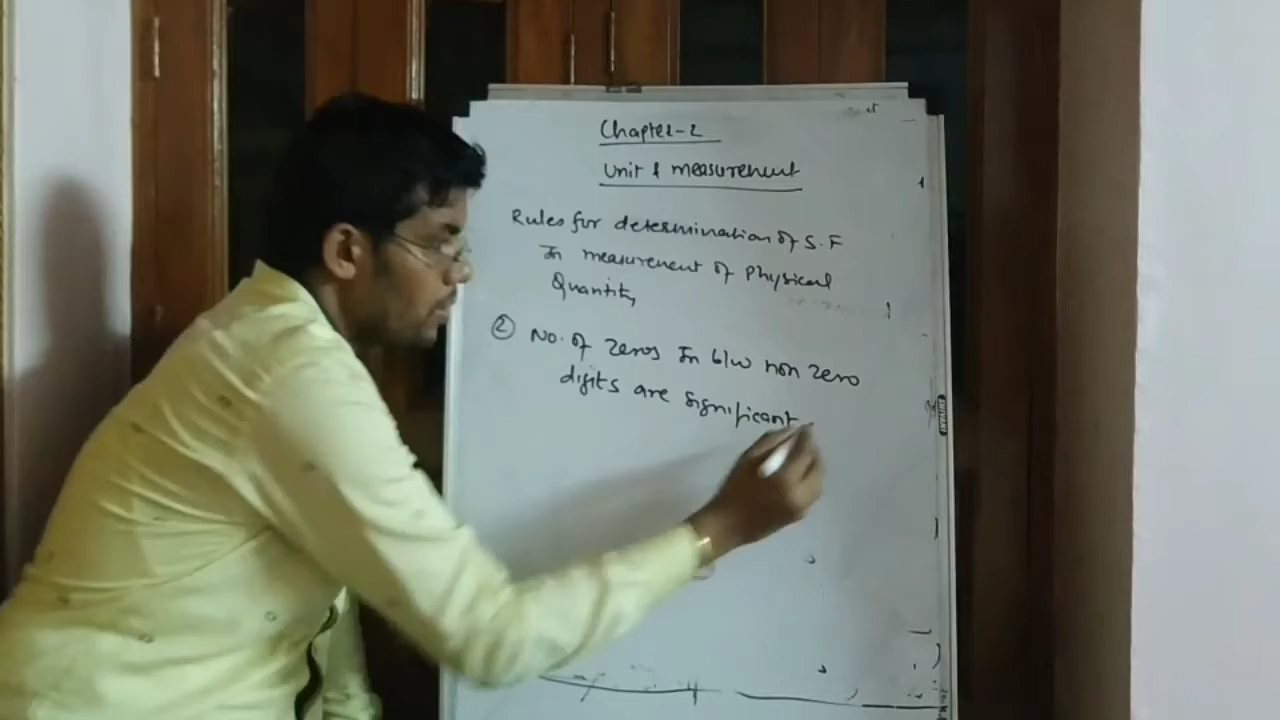 Chapter-2
Unit & measurement
Rules for determination of S.F
In measurement of Physical
Quantity
② No. of zeros In b/w non zero
digits are significant